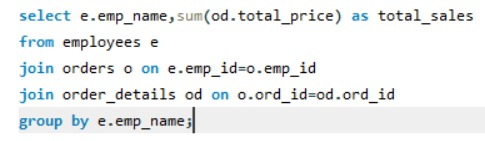 select e.emp_name,sum(od.total_price) as total_sales
from employees e
join orders o on e.emp_id=o.emp_id
join order_details od on o.ord_id=od.ord_id
group by e.emp_name;